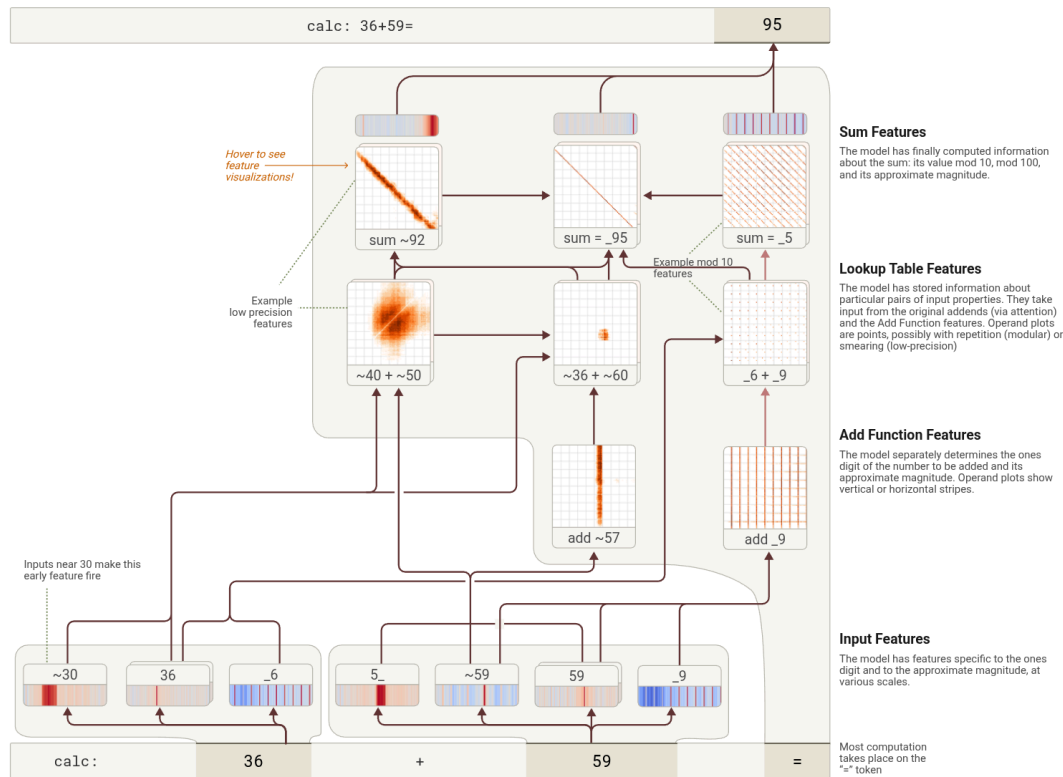 calc: 36+59=
95
Sum Features
The model has finally computed information
about the sum: its value mod 10, mod 100,
and its approximate magnitude.
Hover to see
feature
visualizations!
sum ~92
sum = _95
sum = _5
Example
low precision
features
Example mod 10
features
Lookup Table Features
The model has stored information about
particular pairs of input properties. They take
input from the original addends (via attention)
and the Add Function features. Operand plots
are points, possibly with repetition (modular) or
smearing (low-precision)
~40 + ~50
~36 + ~60
_6 + _9
Add Function Features
The model separately determines the ones
digit of the number to be added and its
approximate magnitude. Operand plots show
vertical or horizontal stripes.
add ~57
add _9
Inputs near 30 make this
early feature fire
Input Features
The model has features specific to the ones
digit and to the approximate magnitude, at
various scales.
~30
36
_6
5_
~59
59
_9
calc:
36
+
59
=
Most computation
takes place on the
"=" token